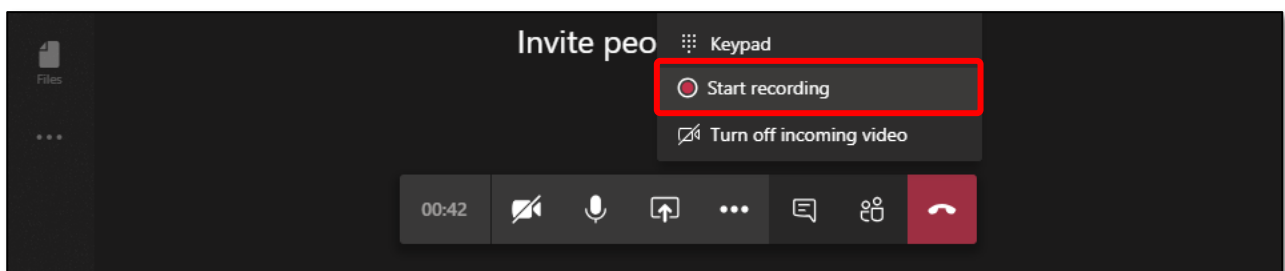 Invite peo
Keypad
Files
Start recording
Turn off incoming video
00:42